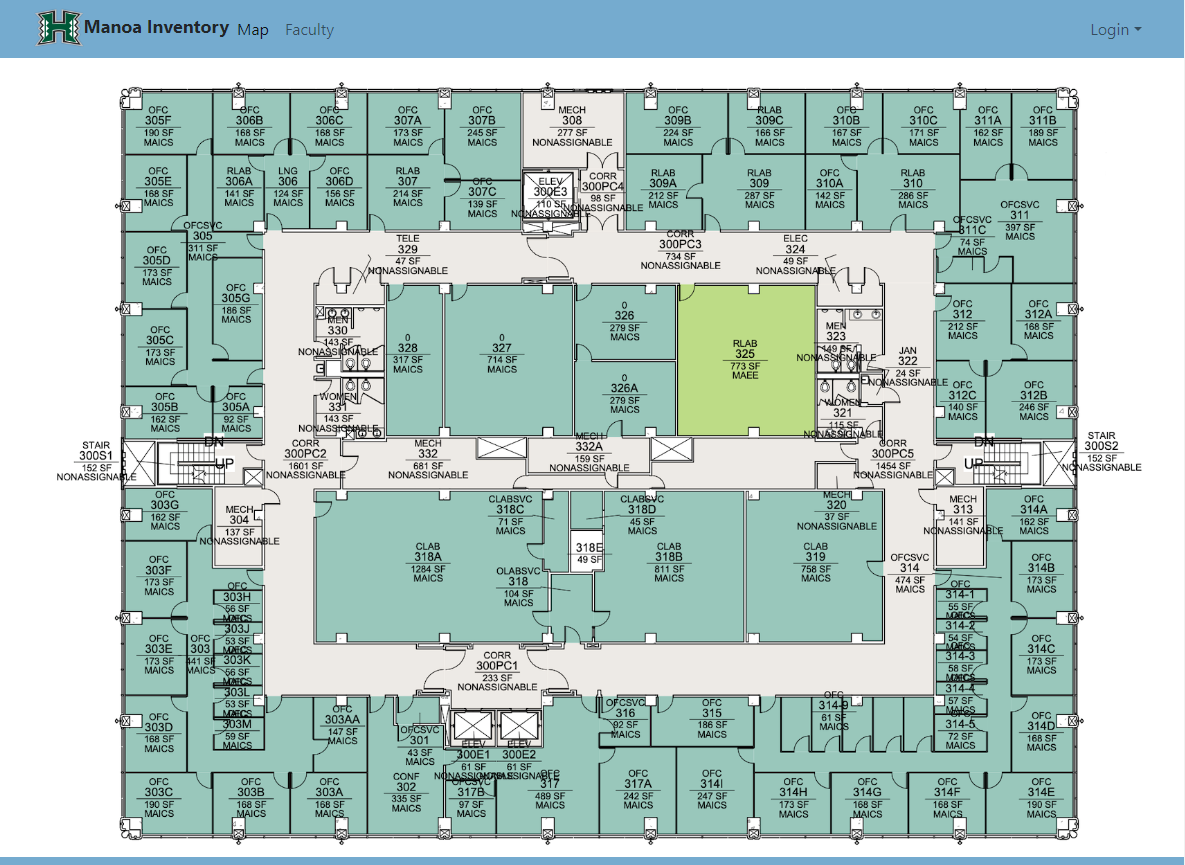 Manoa Inventory Map Faculty Login
OFC
305F
190 SF
MAICS
OFC
306B
168 SF
MAICS
OFC
306C
168 SF
MAICS
OFC
307A
173 SF
MAICS
OFC
307B
245 SF
MAICS
MECH
308
277 SF
NONASSIGNABLE
OFC
309B
224 SF
MAICS
RLAB
309C
166 SF
MAICS
OFC
310B
167 SF
MAICS
OFC
310C
171 SF
MAICS
OFC
311A
162 SF
MAICS
OFC
311B
189 SF
MAICS
OFC
305E
168 SF
MAICS
RLAB
306A
141 SF
MAICS
LNG
306
124 SF
MAICS
OFC
306D
156 SF
MAICS
RLAB
307
214 SF
MAICS
OFC
307C
139 SF
MAICS
ELEV
300E3
110 SF
NONASSIGNABLE
CORR
300PC4
98 SF
NONASSIGNABLE
RLAB
309A
212 SF
MAICS
RLAB
309
287 SF
MAICS
OFC
310A
142 SF
MAICS
RLAB
310
286 SF
MAICS
OFCSVC
311C
74 SF
MAICS
OFCSVC
311
397 SF
MAICS
OFCSVC
305
311 SF
MAICS
OFC
305D
173 SF
MAICS
TELE
329
47 SF
NONASSIGNABLE
CORR
300PC3
734 SF
NONASSIGNABLE
ELEC
324
49 SF
NONASSIGNABLE
OFC
305G
186 SF
MAICS
OFC
305C
173 SF
MAICS
MEN
330
143 SF
NONASSIGNABLE
0
328
317 SF
MAICS
0
327
714 SF
MAICS
0
326
279 SF
MAICS
RLAB
325
773 SF
MAEE
MEN
323
149 SF
NONASSIGNABLE
JAN
322
24 SF
NONASSIGNABLE
OFC
312
212 SF
MAICS
OFC
312A
168 SF
MAICS
OFC
305B
162 SF
MAICS
OFC
305A
92 SF
MAICS
WOMEN
331
143 SF
NONASSIGNABLE
0
326A
279 SF
MAICS
WOMEN
321
115 SF
NONASSIGNABLE
OFC
312C
140 SF
MAICS
OFC
312B
246 SF
MAICS
STAIR
300S1
152 SF
NONASSIGNABLE
DN
UP
CORR
300PC2
1601 SF
NONASSIGNABLE
MECH
332
681 SF
NONASSIGNABLE
MECH
332A
159 SF
NONASSIGNABLE
CORR
300PC5
1454 SF
NONASSIGNABLE
DN
UP
STAIR
300S2
152 SF
NONASSIGNABLE
OFC
303G
162 SF
MAICS
MECH
304
137 SF
NONASSIGNABLE
CLABSVC
318C
71 SF
MAICS
CLABSVC
318D
45 SF
MAICS
MECH
320
37 SF
NONASSIGNABLE
MECH
313
141 SF
NONASSIGNABLE
OFC
314A
162 SF
MAICS
CLAB
318A
1284 SF
MAICS
318E
49 SF
CLAB
318B
811 SF
MAICS
CLAB
319
758 SF
MAICS
OFCSVC
314
474 SF
MAICS
OFC
314B
173 SF
MAICS
OFC
303F
173 SF
MAICS
OLABSVC
318
104 SF
MAICS
OFC
303H
56 SF
MAICS
303J
53 SF
MAICS
303K
56 SF
MAICS
303L
53 SF
MAICS
303M
59 SF
MAICS
OFC
314-1
55 SF
MAICS
314-2
54 SF
MAICS
314-3
58 SF
MAICS
314-4
57 SF
MAICS
314-5
72 SF
MAICS
OFC
303E
173 SF
MAICS
OFC
303
441 SF
MAICS
CORR
300PC1
233 SF
NONASSIGNABLE
OFC
314C
173 SF
MAICS
OFC
303D
168 SF
MAICS
OFC
303AA
147 SF
MAICS
OFCSVC
301
43 SF
MAICS
ELEV
300E1
61 SF
NONASSIGNABLE
ELEV
300E2
61 SF
NONASSIGNABLE
OFCSVC
316
92 SF
MAICS
OFC
315
186 SF
MAICS
OFC
314-9
61 SF
MAICS
OFC
314D
168 SF
MAICS
OFC
303C
190 SF
MAICS
OFC
303B
168 SF
MAICS
OFC
303A
168 SF
MAICS
CONF
302
335 SF
MAICS
OFCSVC
317B
97 SF
MAICS
OFC
317
489 SF
MAICS
OFC
317A
242 SF
MAICS
OFC
314I
247 SF
MAICS
OFC
314H
173 SF
MAICS
OFC
314G
168 SF
MAICS
OFC
314F
168 SF
MAICS
OFC
314E
190 SF
MAICS